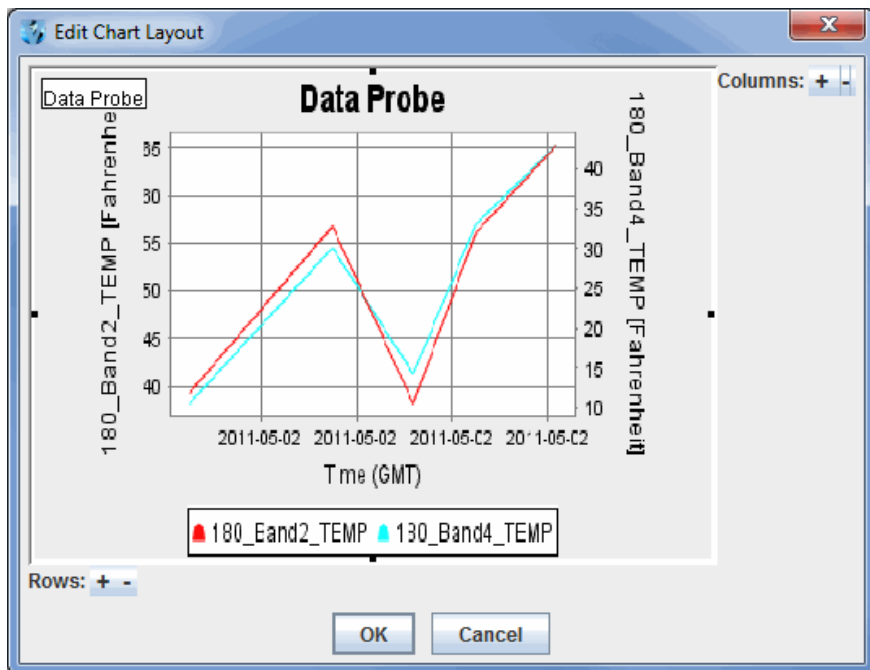 Edit Chart Layout
Columns: + -
Data Probe
Data Probe
180_Band2_TEMP [Fahrenhe
65
60
55
50
45
40
40
35
30
25
20
15
10
180_Band4_TEMP [Fahrenheit]
2011-05-02 2011-05-02 2011-05-02 2011-05-02
Time (GMT)
180_Band2_TEMP 180_Band4_TEMP
Rows: + -
OK Cancel